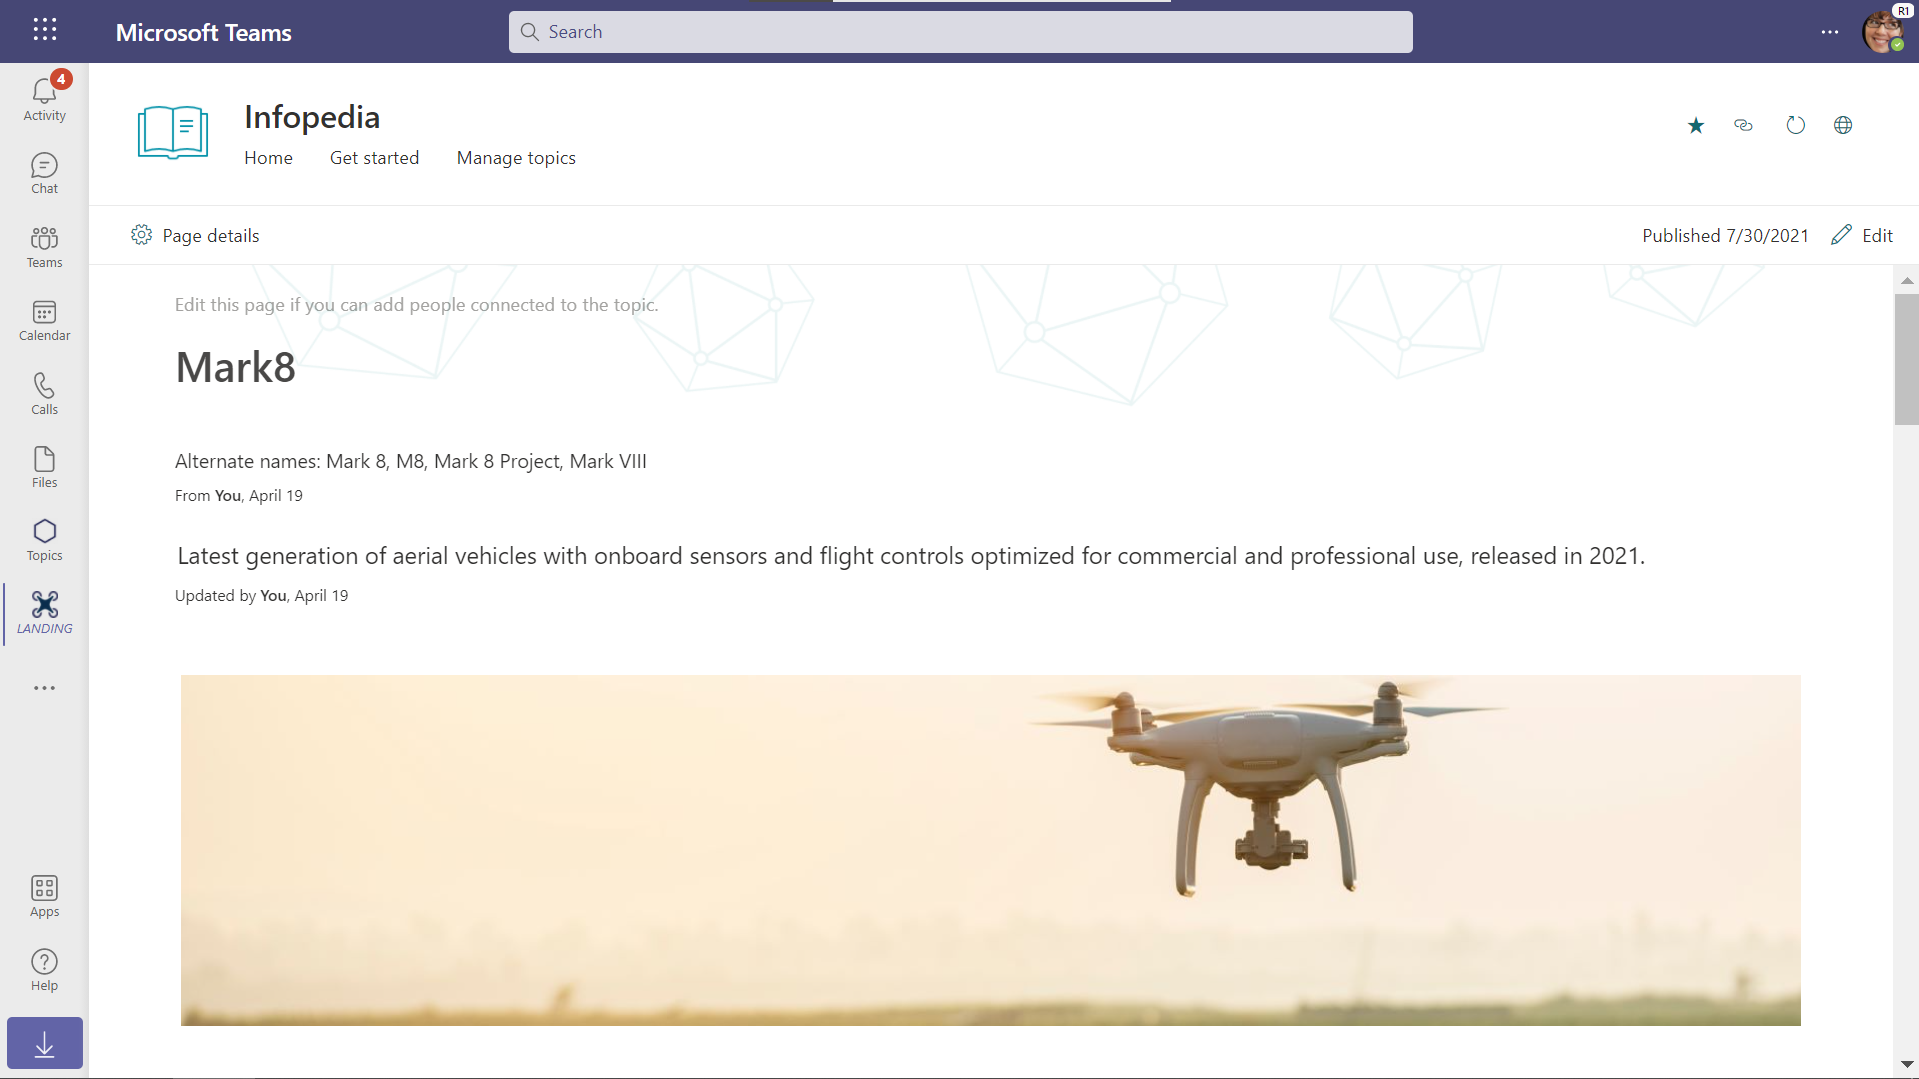 Microsoft Teams
Search
R1
4
Activity
Chat
Teams
Calendar
Calls
Files
Topics
LANDING
Apps
Help
Infopedia
Home Get started Manage topics
Page details
Published 7/30/2021 Edit
Edit this page if you can add people connected to the topic.
Mark8
Alternate names: Mark 8, M8, Mark 8 Project, Mark VIII
From You, April 19
Latest generation of aerial vehicles with onboard sensors and flight controls optimized for commercial and professional use, released in 2021.
Updated by You, April 19